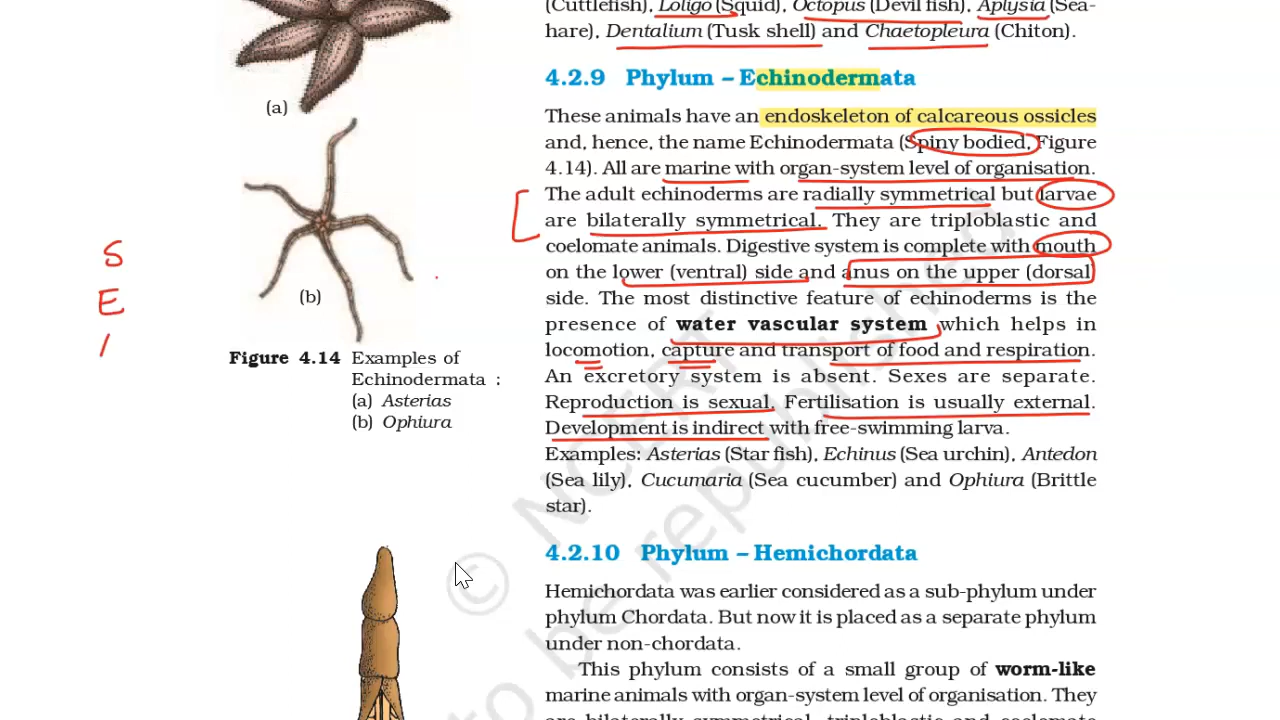 (Cuttlefish), Loligo (Squid), Octopus (Devil fish), Aplysia (Sea-
hare), Dentalium (Tusk shell) and Chaetopleura (Chiton).
(a)
4.2.9 Phylum – Echinodermata
These animals have an endoskeleton of calcareous ossicles
and, hence, the name Echinodermata (Spiny bodied, Figure
4.14). All are marine with organ-system level of organisation.
The adult echinoderms are radially symmetrical but larvae
are bilaterally symmetrical. They are triploblastic and
coelomate animals. Digestive system is complete with mouth
on the lower (ventral) side and anus on the upper (dorsal)
side. The most distinctive feature of echinoderms is the
presence of water vascular system which helps in
locomotion, capture and transport of food and respiration.
An excretory system is absent. Sexes are separate.
Reproduction is sexual. Fertilisation is usually external.
Development is indirect with free-swimming larva.
Examples: Asterias (Star fish), Echinus (Sea urchin), Antedon
(Sea lily), Cucumaria (Sea cucumber) and Ophiura (Brittle
star).
S
E
(b)
Figure 4.14 Examples of
Echinodermata :
(a) Asterias
(b) Ophiura
4.2.10 Phylum – Hemichordata
Hemichordata was earlier considered as a sub-phylum under
phylum Chordata. But now it is placed as a separate phylum
under non-chordata.
This phylum consists of a small group of worm-like
marine animals with organ-system level of organisation. They
are bilaterally symmetrical, triploblastic and coelomate
© NCERT
to be republished